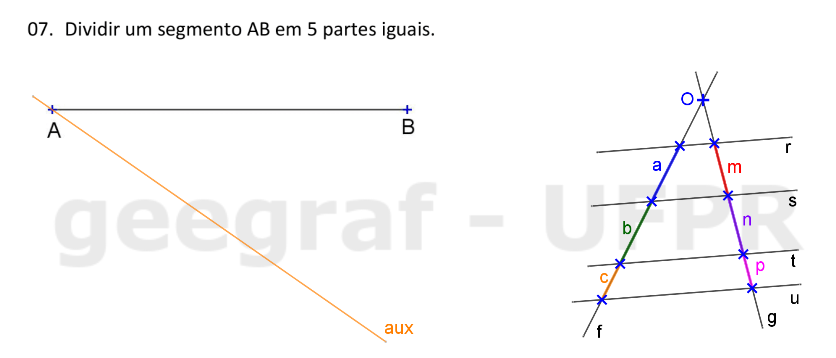 07. Dividir um segmento AB em 5 partes iguais.
A
B
aux
geegraf - UFPR
O
r
a
m
s
b
n
t
c
p
u
f
g